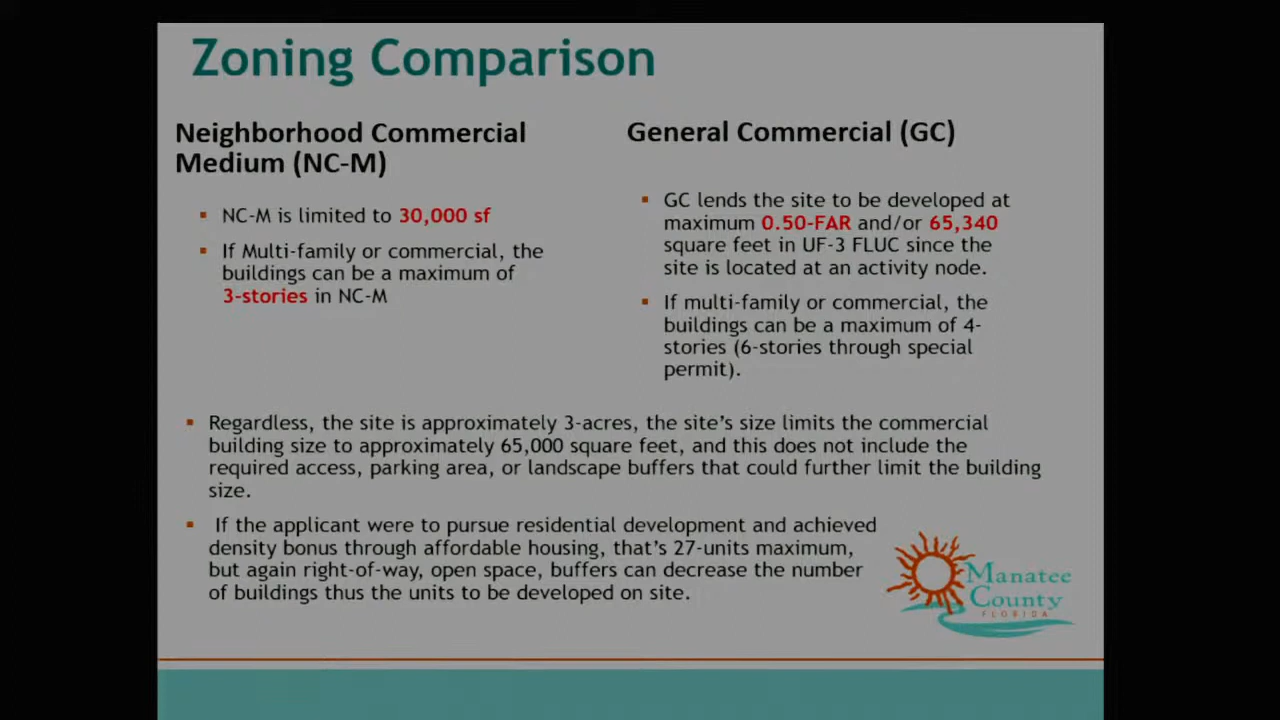 Zoning Comparison
Neighborhood Commercial
Medium (NC-M)
▪ NC-M is limited to 30,000 sf
▪ If Multi-family or commercial, the
buildings can be a maximum of
3-stories in NC-M
General Commercial (GC)
▪ GC lends the site to be developed at
maximum 0.50-FAR and/or 65,340
square feet in UF-3 FLUC since the
site is located at an activity node.
▪ If multi-family or commercial, the
buildings can be a maximum of 4-
stories (6-stories through special
permit).
▪ Regardless, the site is approximately 3-acres, the site's size limits the commercial
building size to approximately 65,000 square feet, and this does not include the
required access, parking area, or landscape buffers that could further limit the building
size.
▪ If the applicant were to pursue residential development and achieved
density bonus through affordable housing, that's 27-units maximum,
but again right-of-way, open space, buffers can decrease the number
of buildings thus the units to be developed on site.
Manatee
County
FLORIDA